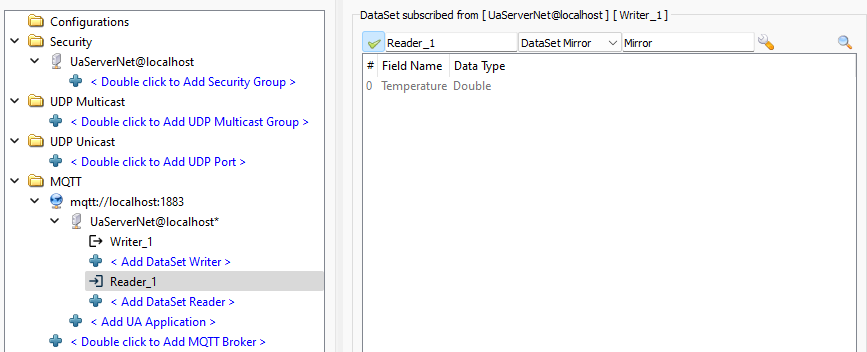 Configurations
Security
UaServerNet@localhost
< Double click to Add Security Group >
UDP Multicast
< Double click to Add UDP Multicast Group >
UDP Unicast
< Double click to Add UDP Port >
MQTT
mqtt://localhost:1883
UaServerNet@localhost*
Writer_1
< Add DataSet Writer >
Reader_1
< Add DataSet Reader >
< Add UA Application >
< Double click to Add MQTT Broker >
DataSet subscribed from [ UaServerNet@localhost ] [ Writer_1 ]
Reader_1 DataSet Mirror Mirror
# Field Name Data Type
0 Temperature Double